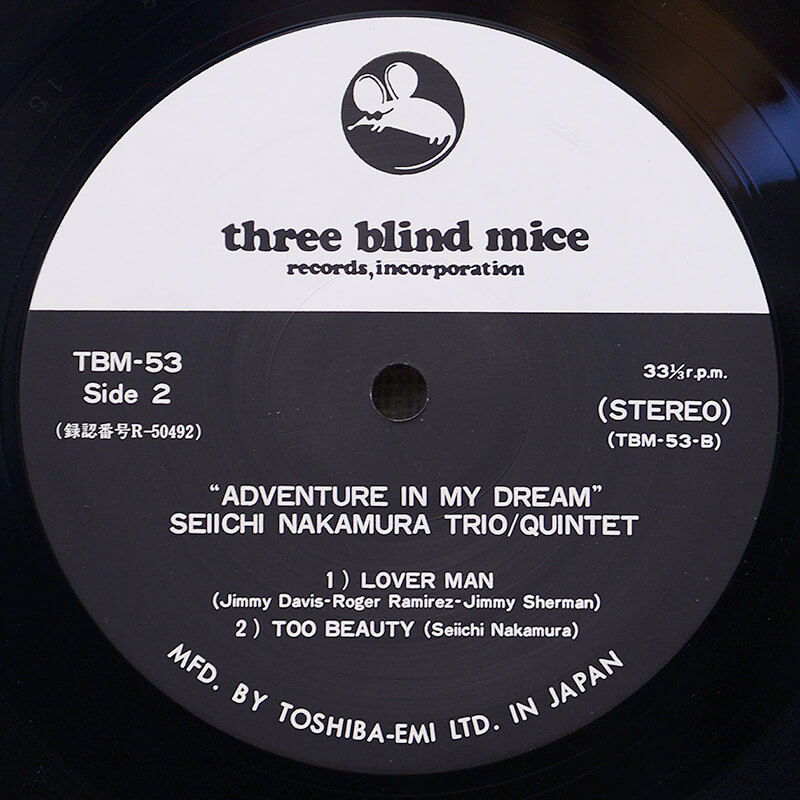 three blind mice
records, incorporation
TBM-53
Side 2
(録認番号R-50492)
33⅓r.p.m.
(STEREO)
(TBM-53-B)
"ADVENTURE IN MY DREAM"
SEIICHI NAKAMURA TRIO/QUINTET
1) LOVER MAN
(Jimmy Davis-Roger Ramirez-Jimmy Sherman)
2) TOO BEAUTY (Seiichi Nakamura)
MFD. BY TOSHIBA-EMI LTD. IN JAPAN